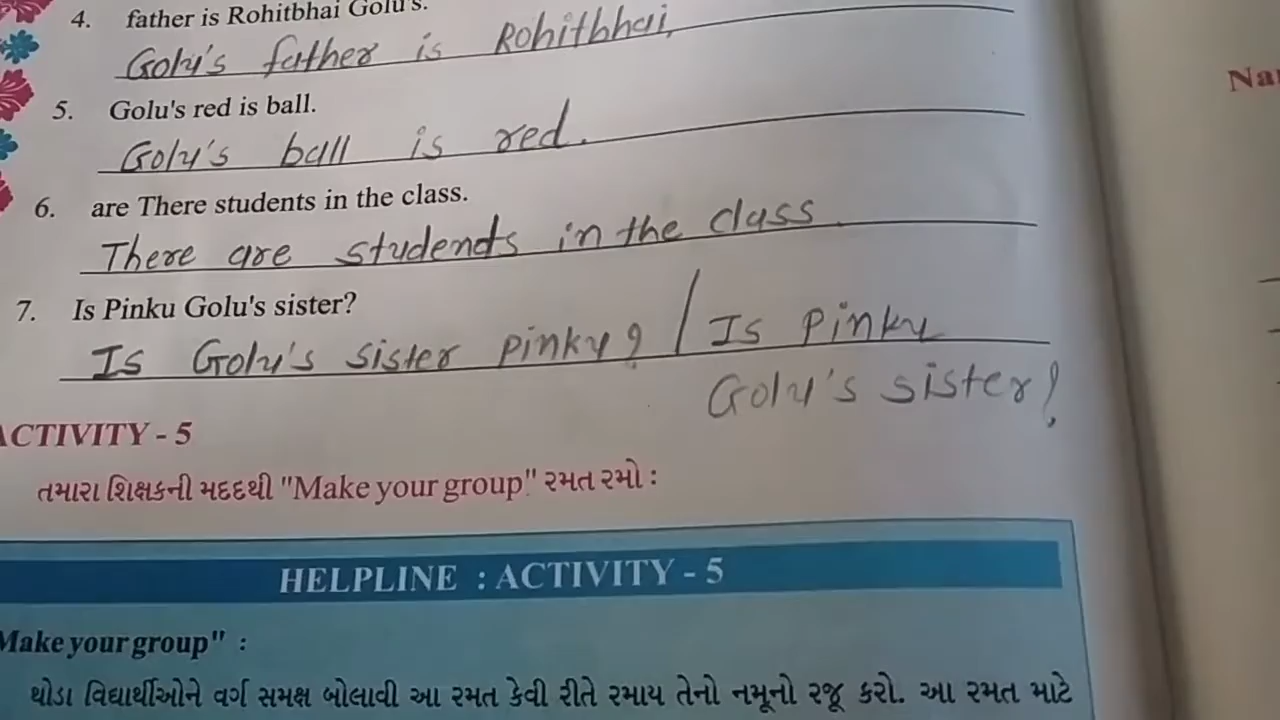 4. father is Rohitbhai Golu's.
Golu's father is Rohitbhai.
5. Golu's red is ball.
Golu's ball is red.
6. are There students in the class.
There are students in the class.
7. Is Pinku Golu's sister?
Is Golu's sister pinky? / Is Pinky
Golu's sister?
ACTIVITY - 5
તમારા શિક્ષકની મદદથી "Make your group" રમત રમો :
HELPLINE : ACTIVITY - 5
Make your group" :
થોડા વિદ્યાર્થીઓને વર્ગ સમક્ષ બોલાવી આ રમત કેવી રીતે રમાય તેનો નમૂનો રજૂ કરો. આ રમત માટે